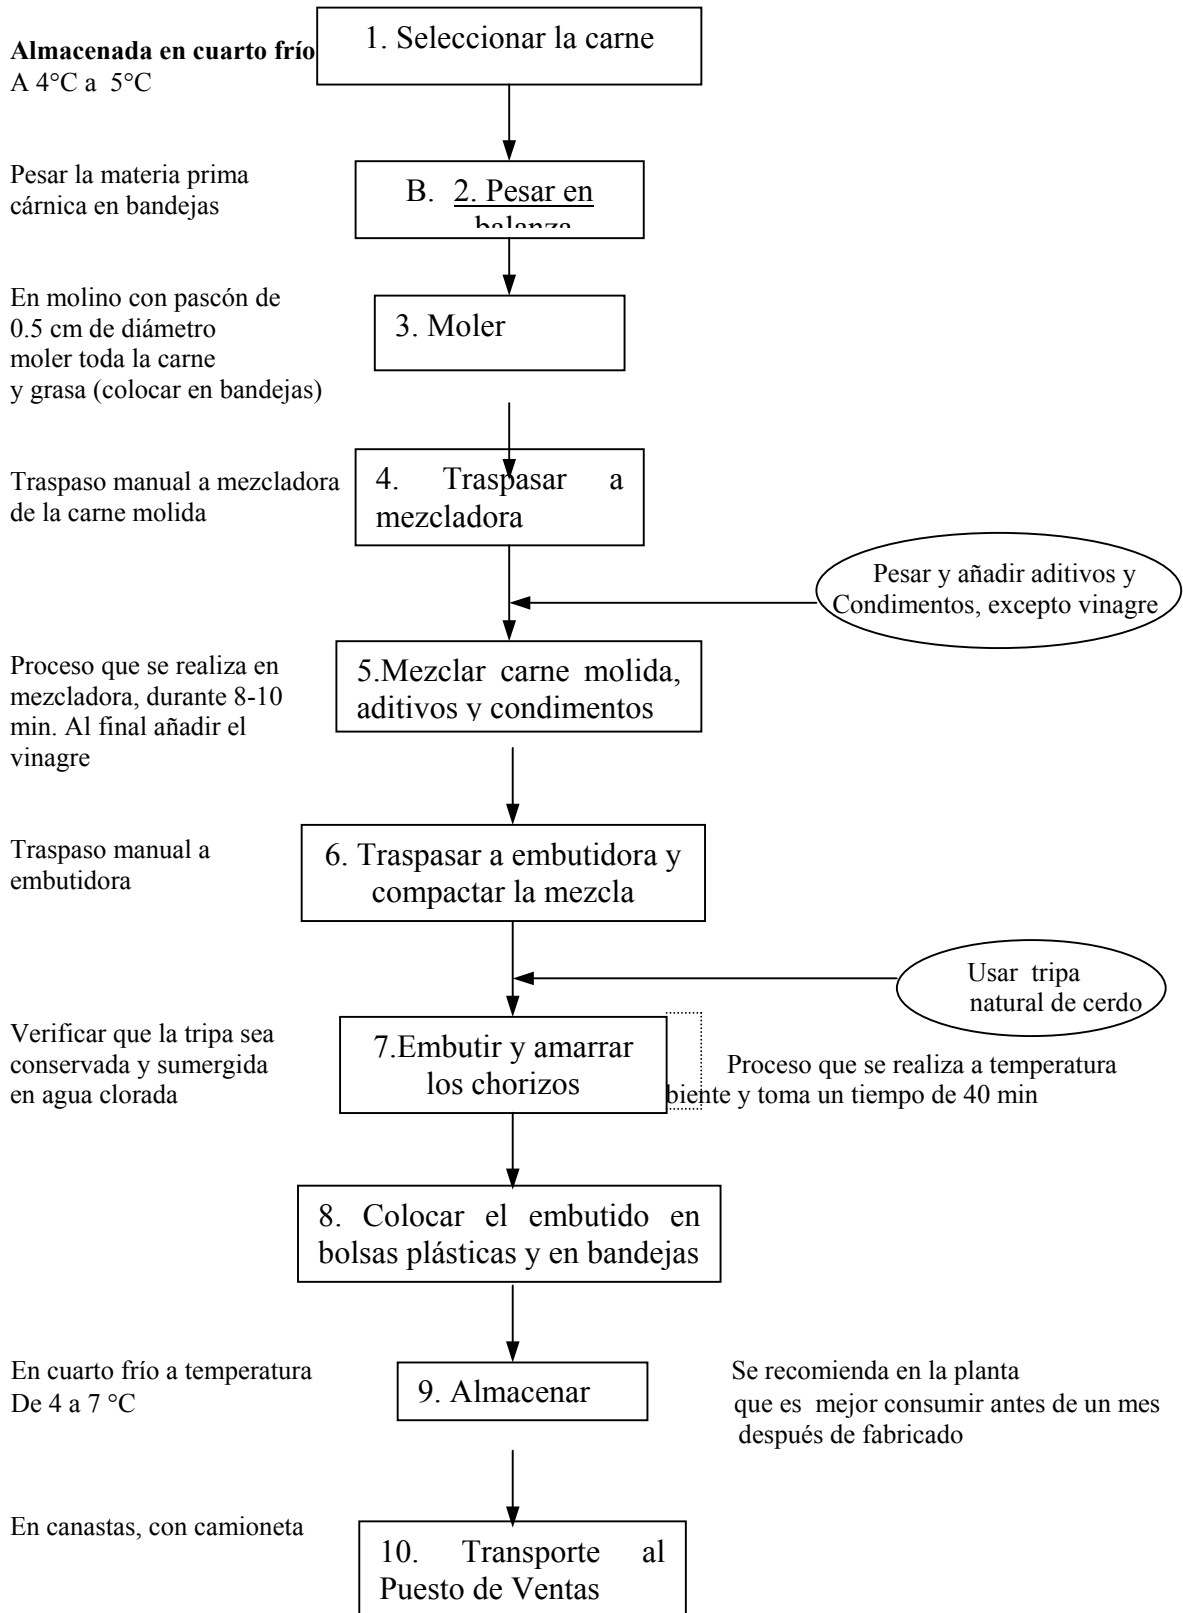 1. Seleccionar la carne
Almacenada en cuarto frío
A 4°C a 5°C
Pesar la materia prima
cárnica en bandejas
B. 2. Pesar en
balanza
En molino con pascón de
0.5 cm de diámetro
moler toda la carne
y grasa (colocar en bandejas)
3. Moler
Traspaso manual a mezcladora
de la carne molida
4. Traspasar a
mezcladora
Pesar y añadir aditivos y
Condimentos, excepto vinagre
Proceso que se realiza en
mezcladora, durante 8-10
min. Al final añadir el
vinagre
5.Mezclar carne molida,
aditivos y condimentos
Traspaso manual a
embutidora
6. Traspasar a embutidora y
compactar la mezcla
Usar tripa
natural de cerdo
Verificar que la tripa sea
conservada y sumergida
en agua clorada
7.Embutir y amarrar
los chorizos
Proceso que se realiza a temperatura
biente y toma un tiempo de 40 min
8. Colocar el embutido en
bolsas plásticas y en bandejas
En cuarto frío a temperatura
De 4 a 7 °C
9. Almacenar
Se recomienda en la planta
que es mejor consumir antes de un mes
después de fabricado
En canastas, con camioneta
10. Transporte al
Puesto de Ventas